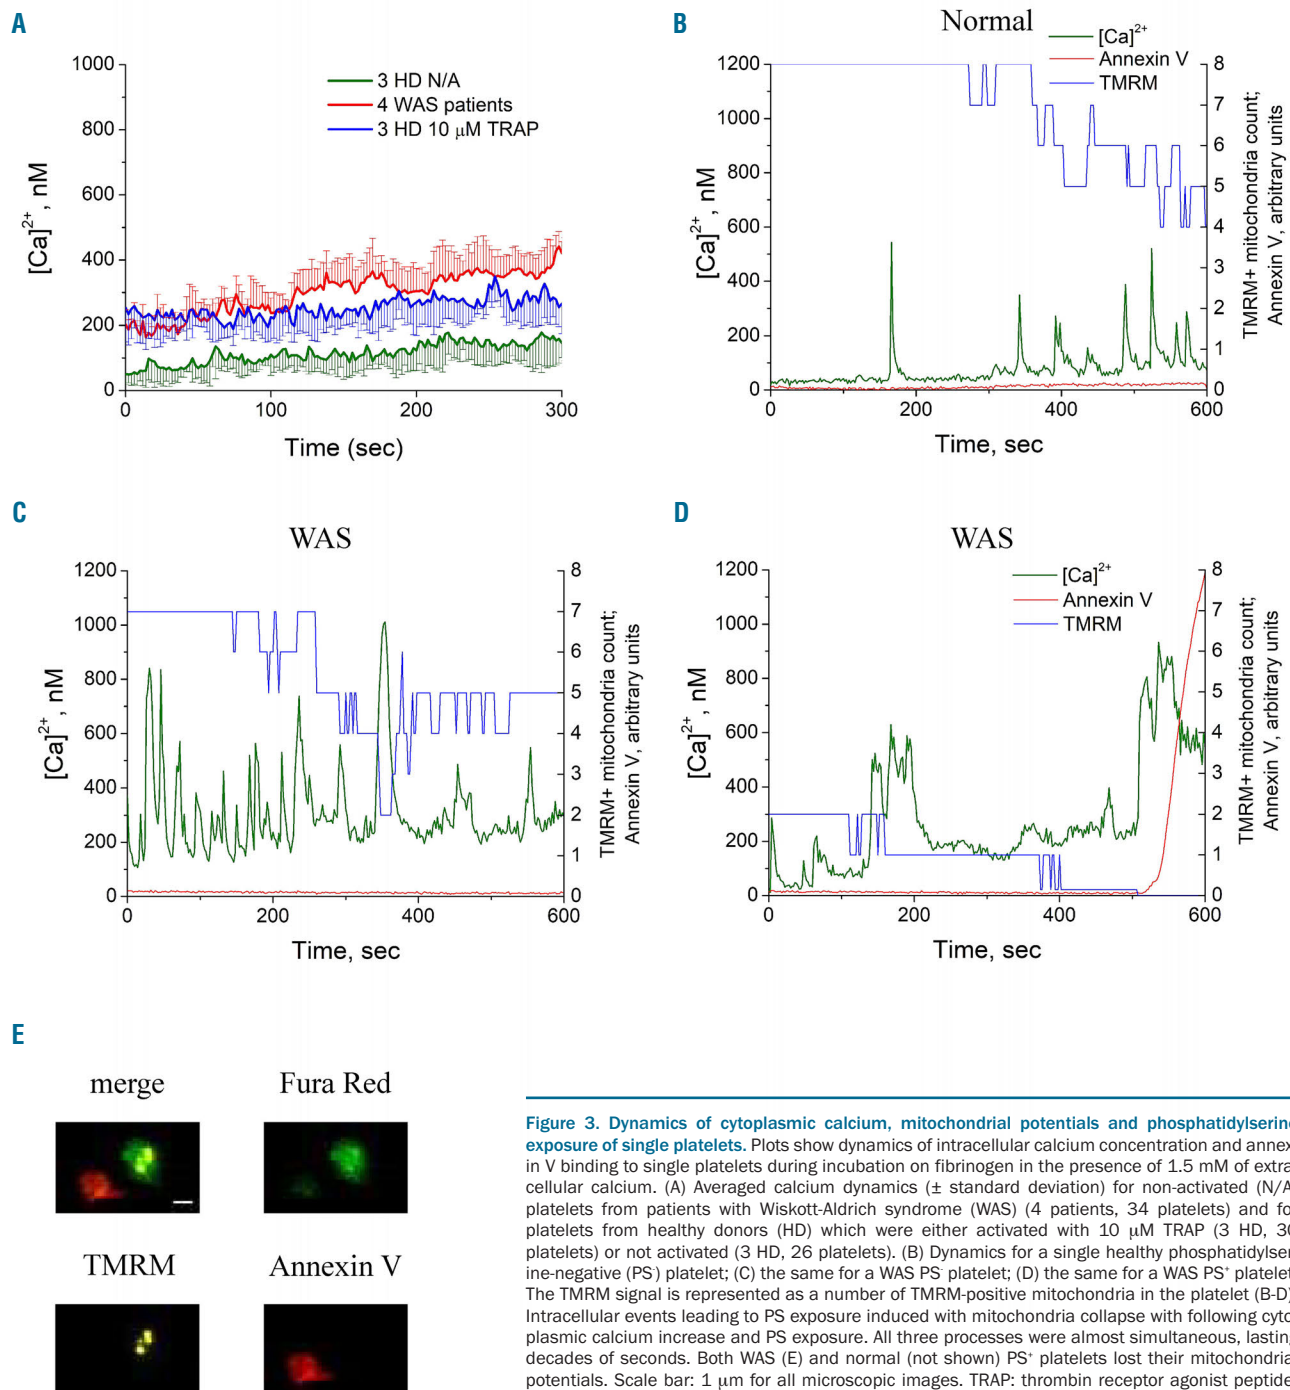 A
1000
800
600
400
200
0
[Ca]²⁺, nM
3 HD N/A
4 WAS patients
3 HD 10 μM TRAP
0 100 200 300
Time (sec)
B
Normal
[Ca]²⁺
Annexin V
TMRM
1200
1000
800
600
400
200
0
[Ca]²⁺, nM
8
7
6
5
4
3
2
1
0
TMRM+ mitochondria count;
Annexin V, arbitrary units
0 200 400 600
Time, sec
C
WAS
1200
1000
800
600
400
200
0
[Ca]²⁺, nM
8
7
6
5
4
3
2
1
0
TMRM+ mitochondria count;
Annexin V, arbitrary units
0 200 400 600
Time, sec
D
WAS
[Ca]²⁺
Annexin V
TMRM
1200
1000
800
600
400
200
0
[Ca]²⁺, nM
8
7
6
5
4
3
2
1
0
TMRM+ mitochondria count;
Annexin V, arbitrary units
0 200 400 600
Time, sec
E
merge
Fura Red
TMRM
Annexin V
Figure 3. Dynamics of cytoplasmic calcium, mitochondrial potentials and phosphatidylserin
exposure of single platelets. Plots show dynamics of intracellular calcium concentration and annex
in V binding to single platelets during incubation on fibrinogen in the presence of 1.5 mM of extra
cellular calcium. (A) Averaged calcium dynamics (± standard deviation) for non-activated (N/A
platelets from patients with Wiskott-Aldrich syndrome (WAS) (4 patients, 34 platelets) and fo
platelets from healthy donors (HD) which were either activated with 10 μM TRAP (3 HD, 30
platelets) or not activated (3 HD, 26 platelets). (B) Dynamics for a single healthy phosphatidylser
ine-negative (PS⁻) platelet; (C) the same for a WAS PS⁻ platelet; (D) the same for a WAS PS⁺ platelet
The TMRM signal is represented as a number of TMRM-positive mitochondria in the platelet (B-D)
Intracellular events leading to PS exposure induced with mitochondria collapse with following cyto
plasmic calcium increase and PS exposure. All three processes were almost simultaneous, lasting
decades of seconds. Both WAS (E) and normal (not shown) PS⁺ platelets lost their mitochondria
potentials. Scale bar: 1 μm for all microscopic images. TRAP: thrombin receptor agonist peptide